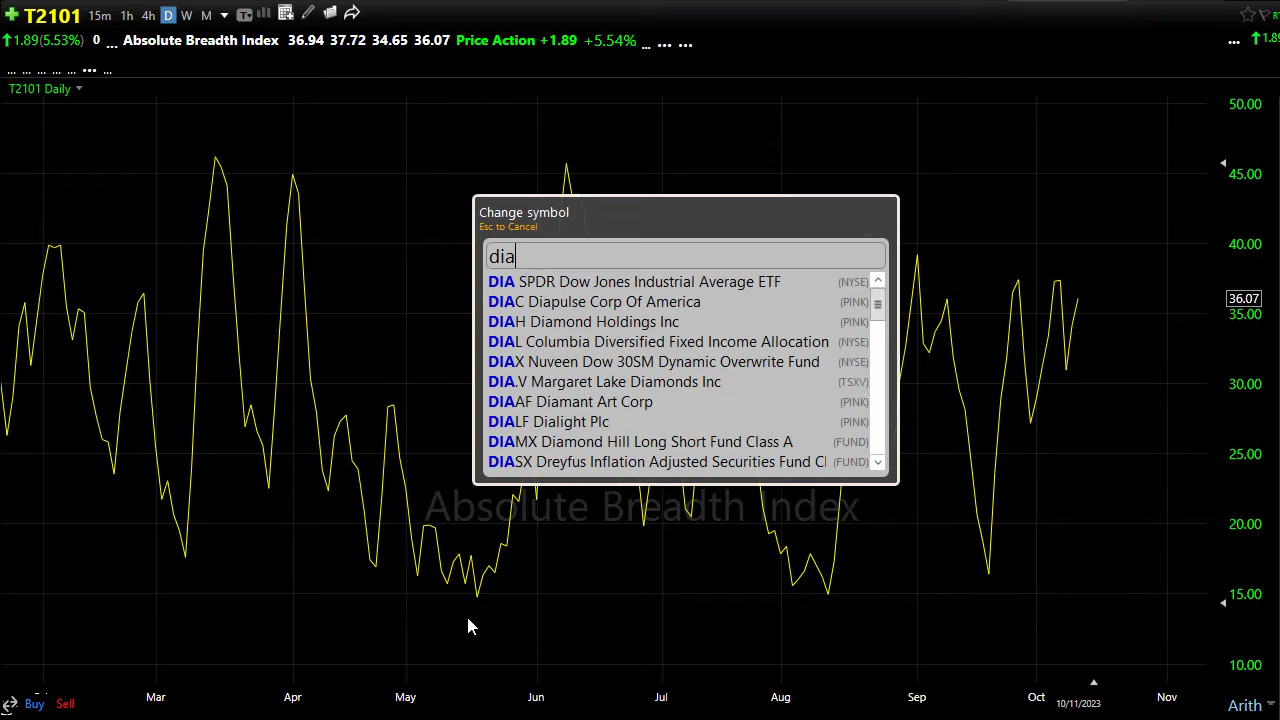 T2101 15m 1h 4h D W M
1.89(5.53%) 0 ... Absolute Breadth Index 36.94 37.72 34.65 36.07 Price Action +1.89 +5.54% ... ... ... ... 1.89
... ... ... ... ... ... ...
T2101 Daily
50.00
45.00
40.00
36.07
35.00
30.00
25.00
20.00
15.00
10.00
Change symbol
Esc to Cancel
dia
DIA SPDR Dow Jones Industrial Average ETF (NYSE)
DIAC Diapulse Corp Of America (PINK)
DIAH Diamond Holdings Inc (PINK)
DIAL Columbia Diversified Fixed Income Allocation (NYSE)
DIAX Nuveen Dow 30SM Dynamic Overwrite Fund (NYSE)
DIA.V Margaret Lake Diamonds Inc (TSXV)
DIAAF Diamant Art Corp (PINK)
DIALF Dialight Plc (PINK)
DIAMX Diamond Hill Long Short Fund Class A (FUND)
DIASX Dreyfus Inflation Adjusted Securities Fund Cl (FUND)
Absolute Breadth Index
Mar Apr May Jun Jul Aug Sep Oct Nov
Buy Sell 10/11/2023 Arith